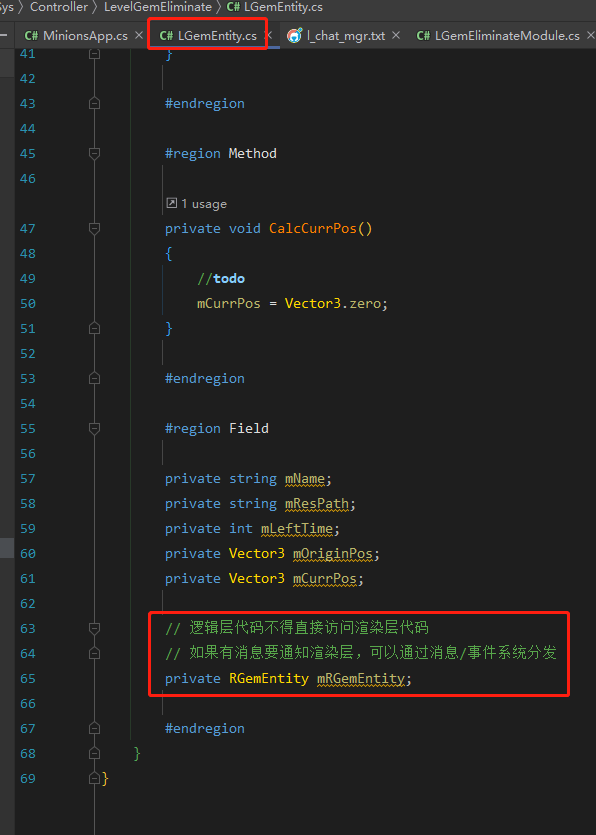 Sys > Controller / LevelGemEliminate > C# LGemEntity.cs
C# MinionsApp.cs × C# LGemEntity.cs × l_chat_mgr.txt × C# LGemEliminateModule.cs ×
41 }
42
43 #endregion
44
45 #region Method
46
1 usage
47 private void CalcCurrPos()
48 {
49 //todo
50 mCurrPos = Vector3.zero;
51 }
52
53 #endregion
54
55 #region Field
56
57 private string mName;
58 private string mResPath;
59 private int mLeftTime;
60 private Vector3 mOriginPos;
61 private Vector3 mCurrPos;
62
63 // 逻辑层代码不得直接访问渲染层代码
64 // 如果有消息要通知渲染层，可以通过消息/事件系统分发
65 private RGemEntity mRGemEntity;
66
67 #endregion
68 }
69 }